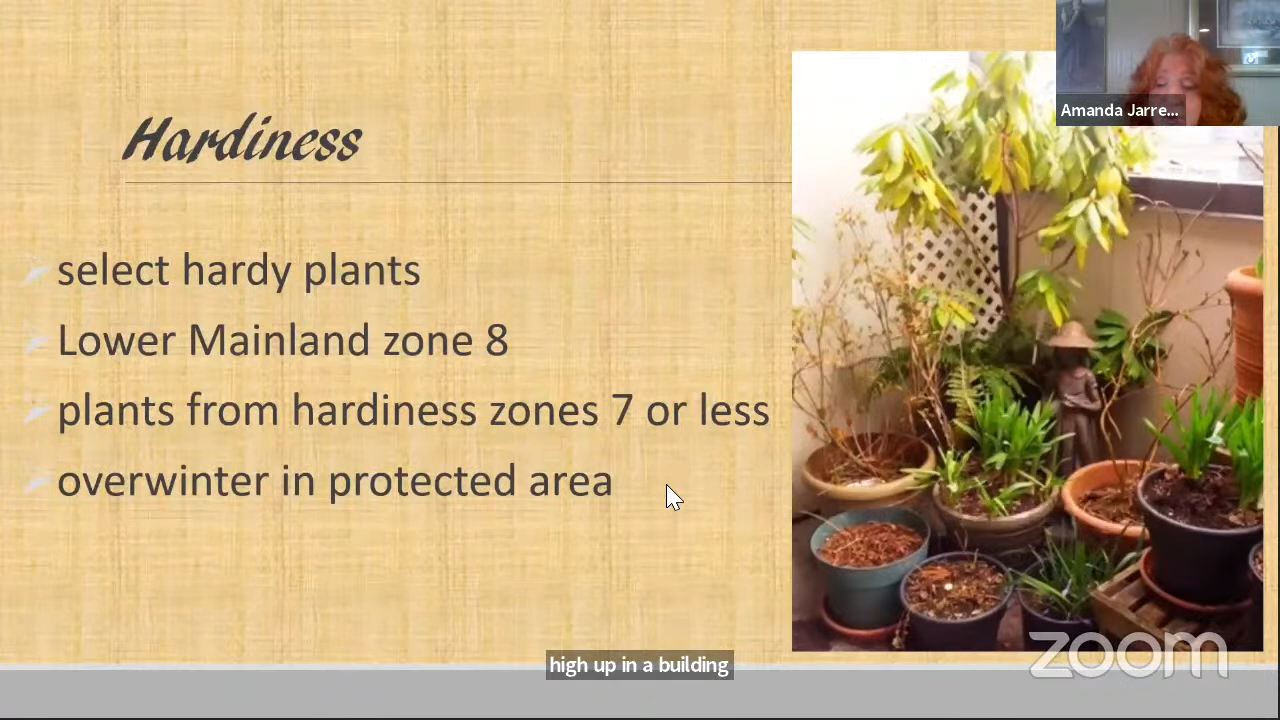 Amanda Jarre...
Hardiness
select hardy plants
Lower Mainland zone 8
plants from hardiness zones 7 or less
overwinter in protected area
high up in a building
zoom